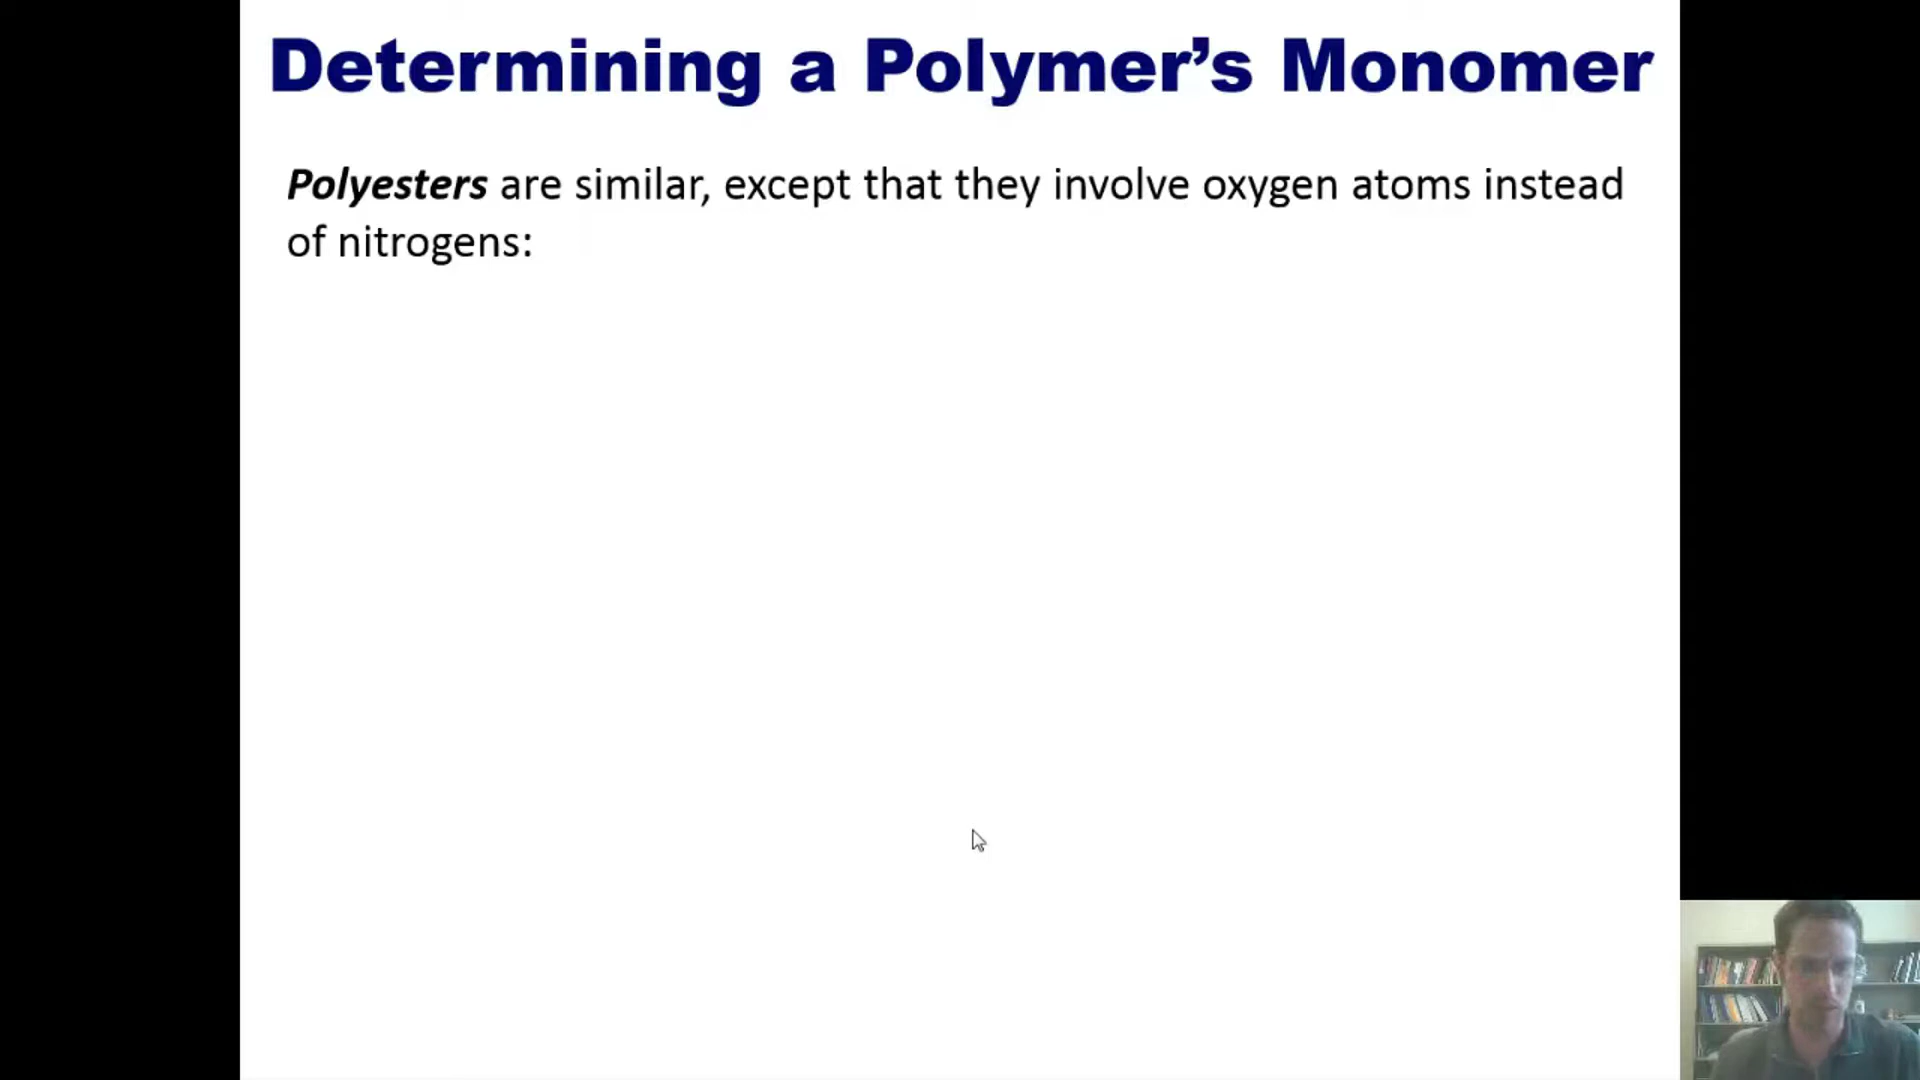 Determining a Polymer’s Monomer
Polyesters are similar, except that they involve oxygen atoms instead
of nitrogens: